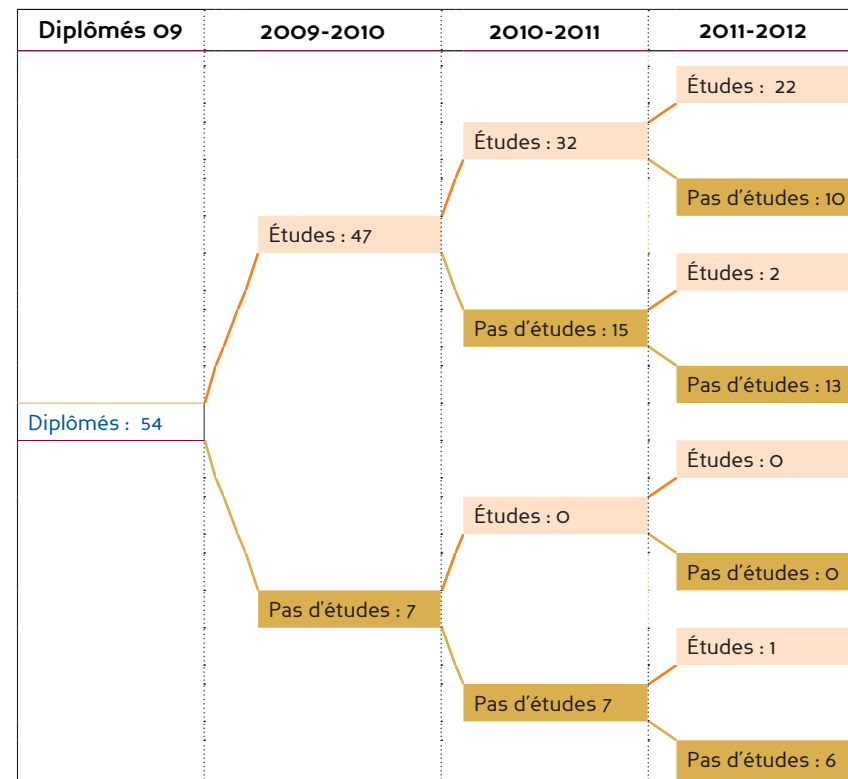 Diplômés 09 2009-2010 2010-2011 2011-2012
Études : 22
Études : 32
Pas d'études : 10
Études : 47
Études : 2
Pas d'études : 15
Pas d'études : 13
Diplômés : 54
Études : 0
Études : 0
Pas d'études : 0
Pas d'études : 7
Études : 1
Pas d'études 7
Pas d'études : 6